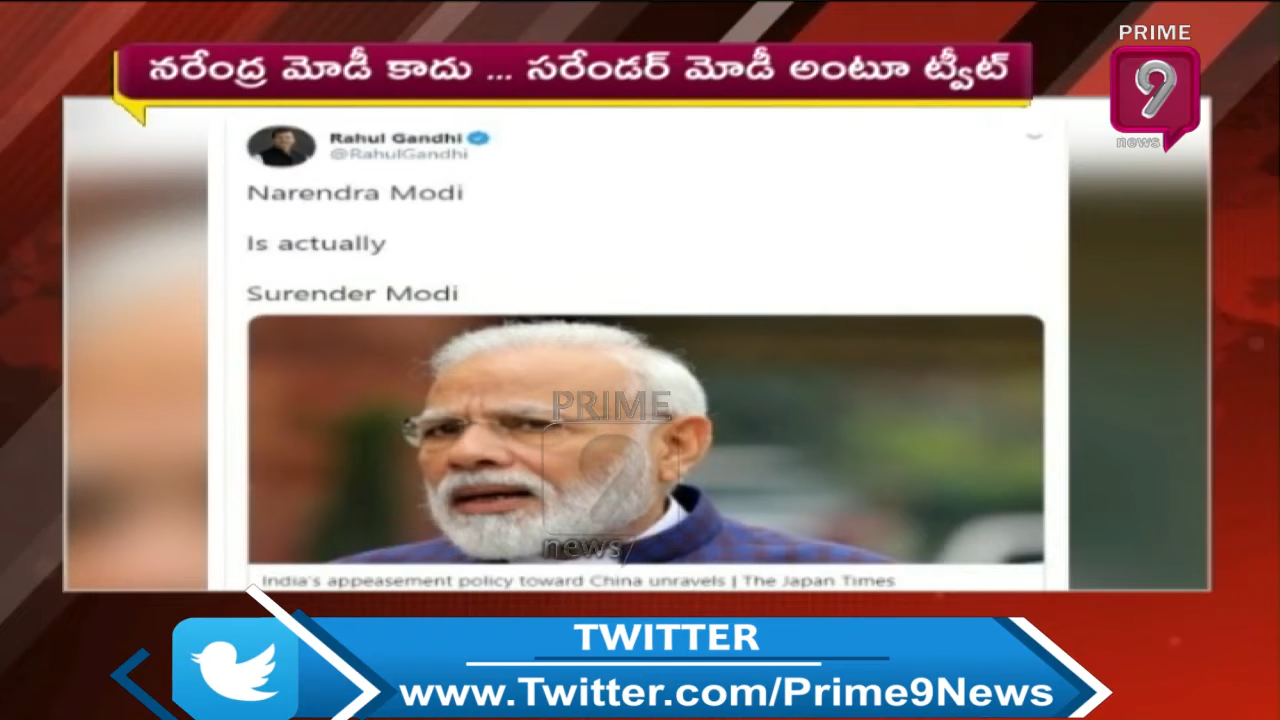 PRIME
9
news
నరేంద్ర మోడీ కాదు ... సరేండర్ మోడీ అంటూ ట్వీట్
Rahul Gandhi
@RahulGandhi
Narendra Modi
Is actually
Surender Modi
PRIME
news
India's appeasement policy toward China unravels | The Japan Times
TWITTER
www.Twitter.com/Prime9News